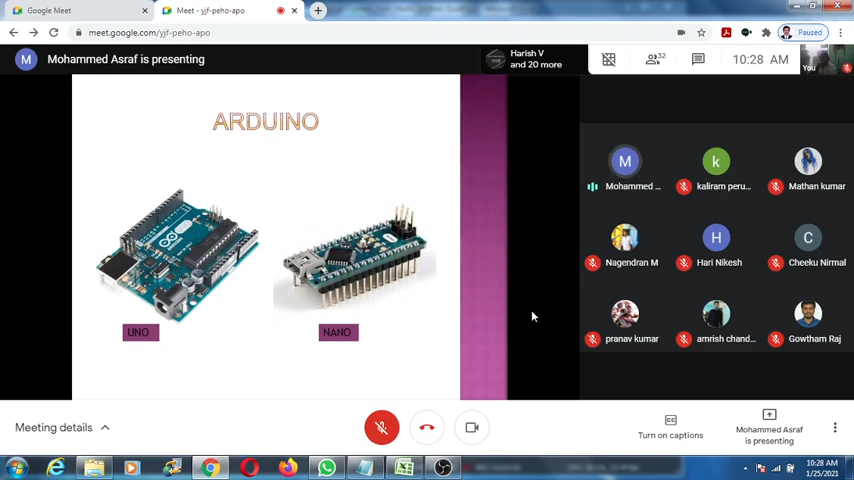 Google Meet
Meet - yjf-peho-apo
meet.google.com/yjf-peho-apo
Paused
M
Mohammed Asraf is presenting
Harish V
and 20 more
32
10:28 AM
You
ARDUINO
UNO
NANO
M
Mohammed ...
k
kaliram peru...
Mathan kumar
Nagendran M
H
Hari Nikesh
C
Cheeku Nirmal
pranav kumar
amrish chand...
Gowtham Raj
Meeting details
Turn on captions
Mohammed Asraf
is presenting
10:28 AM
1/25/2021